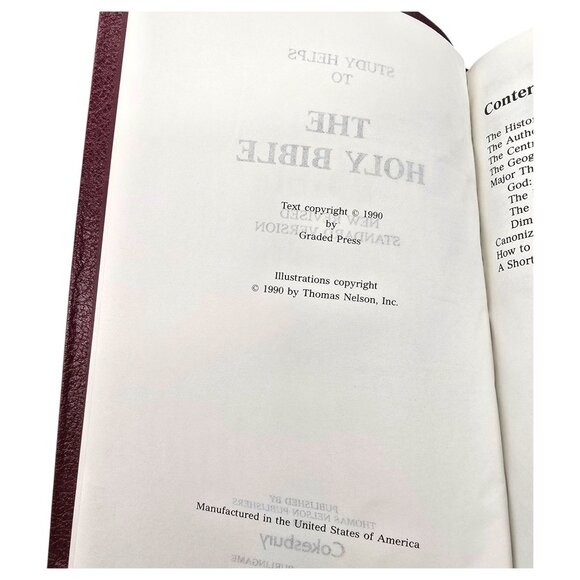 STUDY HELPS
TO
THE
HOLY BIBLE
Text copyright © 1990
NEW REVISED
by
STANDARD VERSION
Graded Press
Illustrations copyright
© 1990 by Thomas Nelson, Inc.
PUBLISHED BY
THOMAS NELSON PUBLISHERS
Manufactured in the United States of America
Cokesbury
Conter
The Histor
The Autho
The Centr
The Geog
Major Th
God:
The
The
Dim
Canoniz
How to
A Short